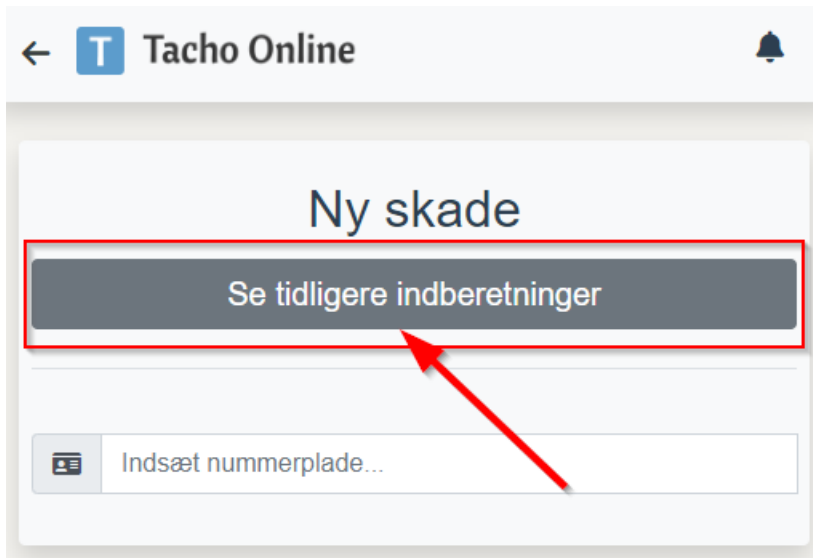 T Tacho Online
Ny skade
Se tidligere indberetninger
Indsæt nummerplade...